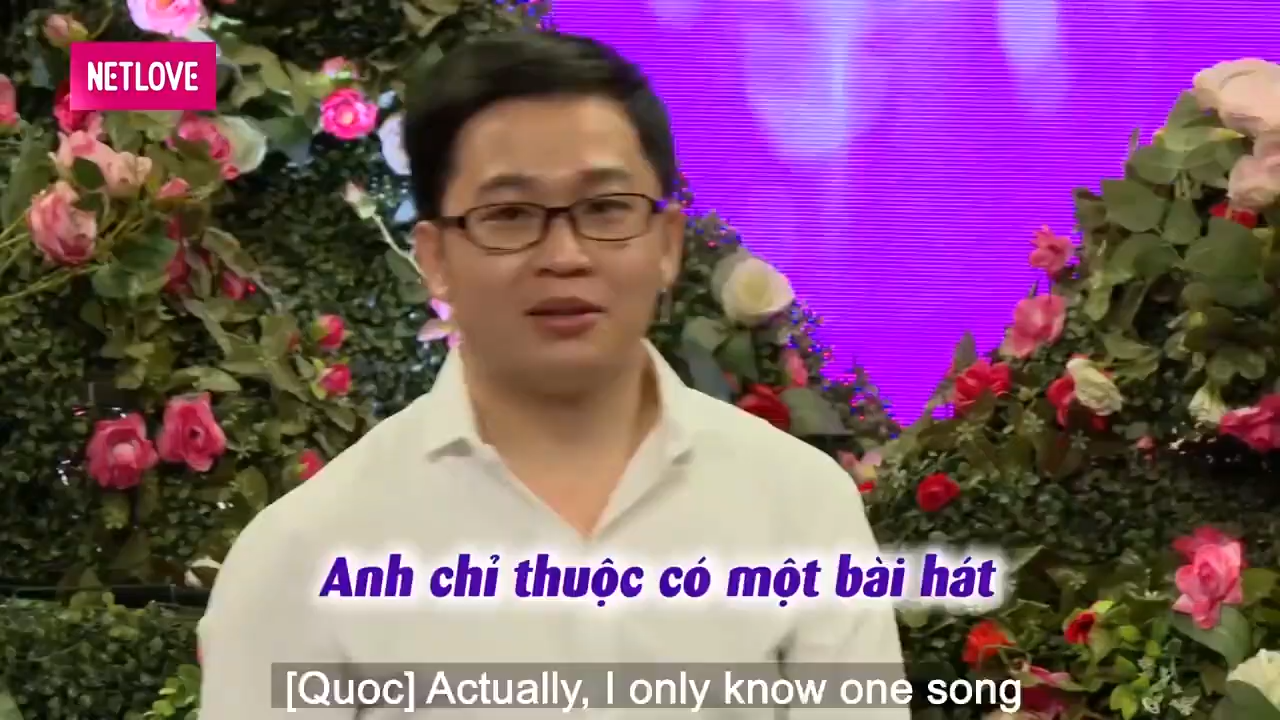 NETLOVE
Anh chỉ thuộc có một bài hát
[Quoc] Actually, I only know one song